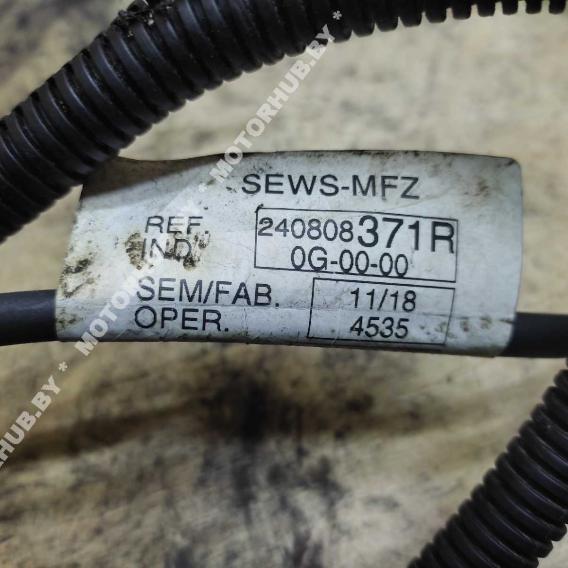 SEWS-MFZ
REF. 240808371R
IND. 0G-00-00
SEM/FAB. 11/18
OPER. 4535
* MOTORHUB.BY * MOTORHUB.BY *